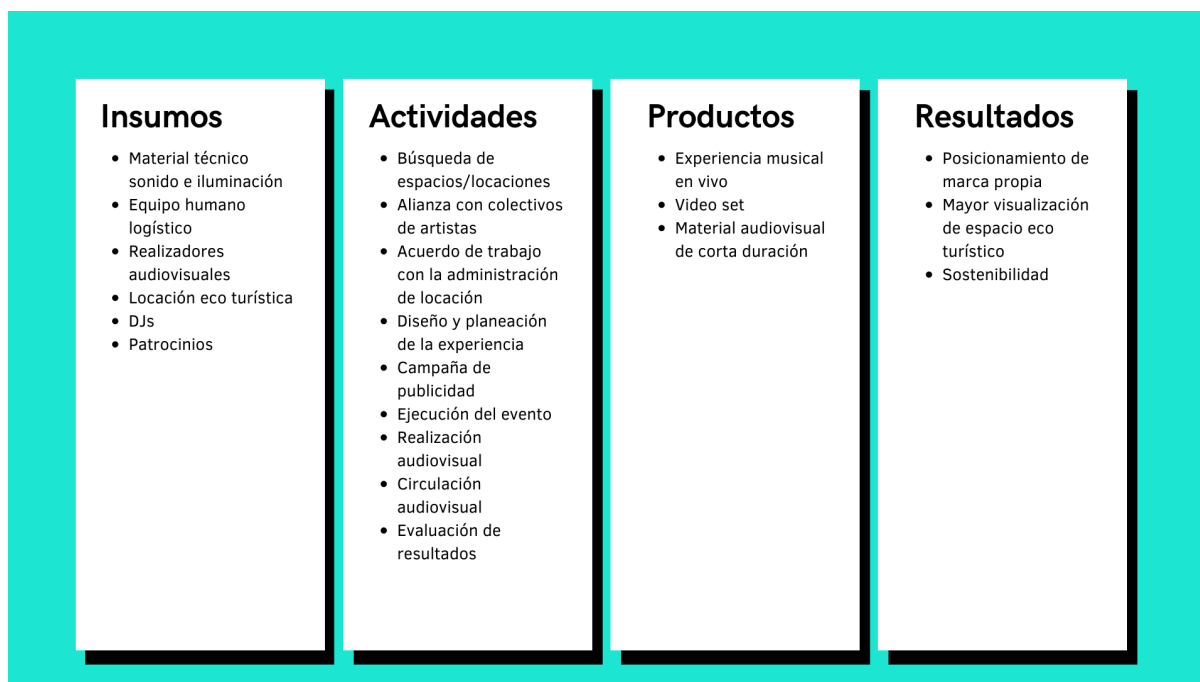 Insumos
• Material técnico
sonido e iluminación
• Equipo humano
logístico
• Realizadores
audiovisuales
• Locación eco turística
• DJs
• Patrocinios
Actividades
• Búsqueda de
espacios/locaciones
• Alianza con colectivos
de artistas
• Acuerdo de trabajo
con la administración
de locación
• Diseño y planeación
de la experiencia
• Campaña de
publicidad
• Ejecución del evento
• Realización
audiovisual
• Circulación
audiovisual
• Evaluación de
resultados
Productos
• Experiencia musical
en vivo
• Video set
• Material audiovisual
de corta duración
Resultados
• Posicionamiento de
marca propia
• Mayor visualización
de espacio eco
turístico
• Sostenibilidad